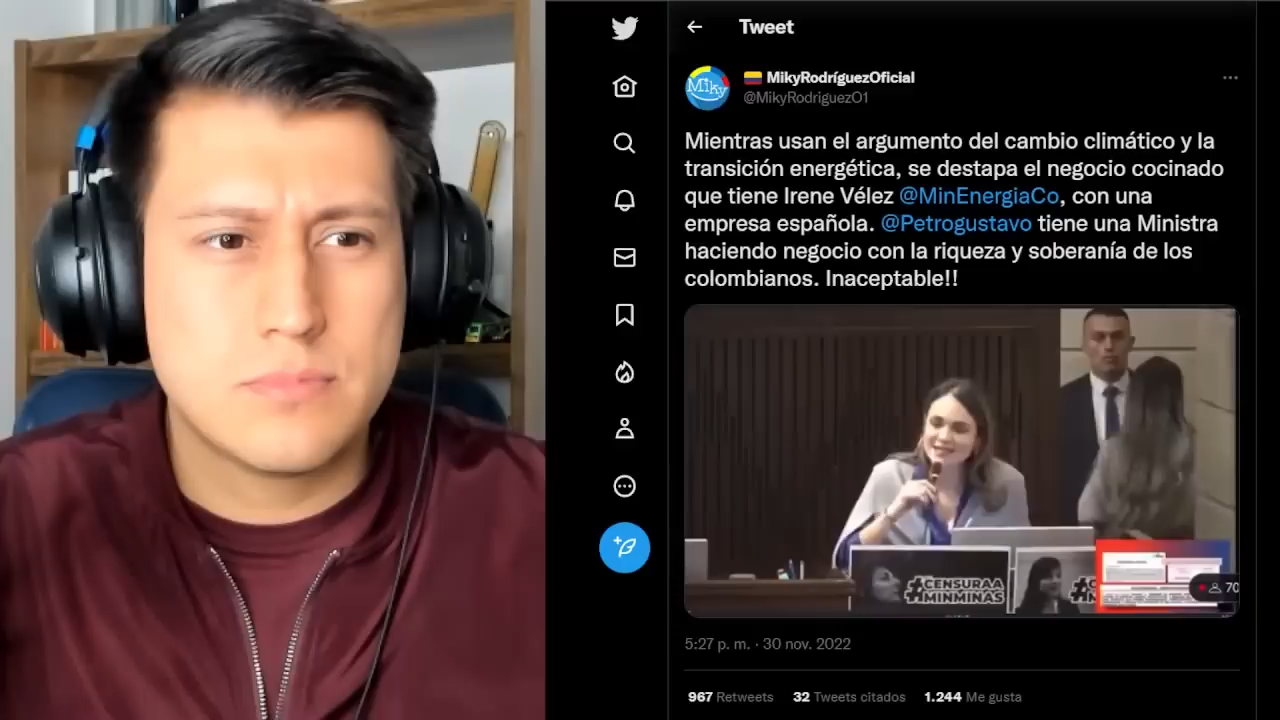 Tweet
MikyRodríguezOficial
@MikyRodriguezO1
Miky
Mientras usan el argumento del cambio climático y la
transición energética, se destapa el negocio cocinado
que tiene Irene Vélez @MinEnergiaCo, con una
empresa española. @Petrogustavo tiene una Ministra
haciendo negocio con la riqueza y soberanía de los
colombianos. Inaceptable!!
#CENSURAA
MINMINAS
70
5:27 p. m. · 30 nov. 2022
967 Retweets 32 Tweets citados 1.244 Me gusta